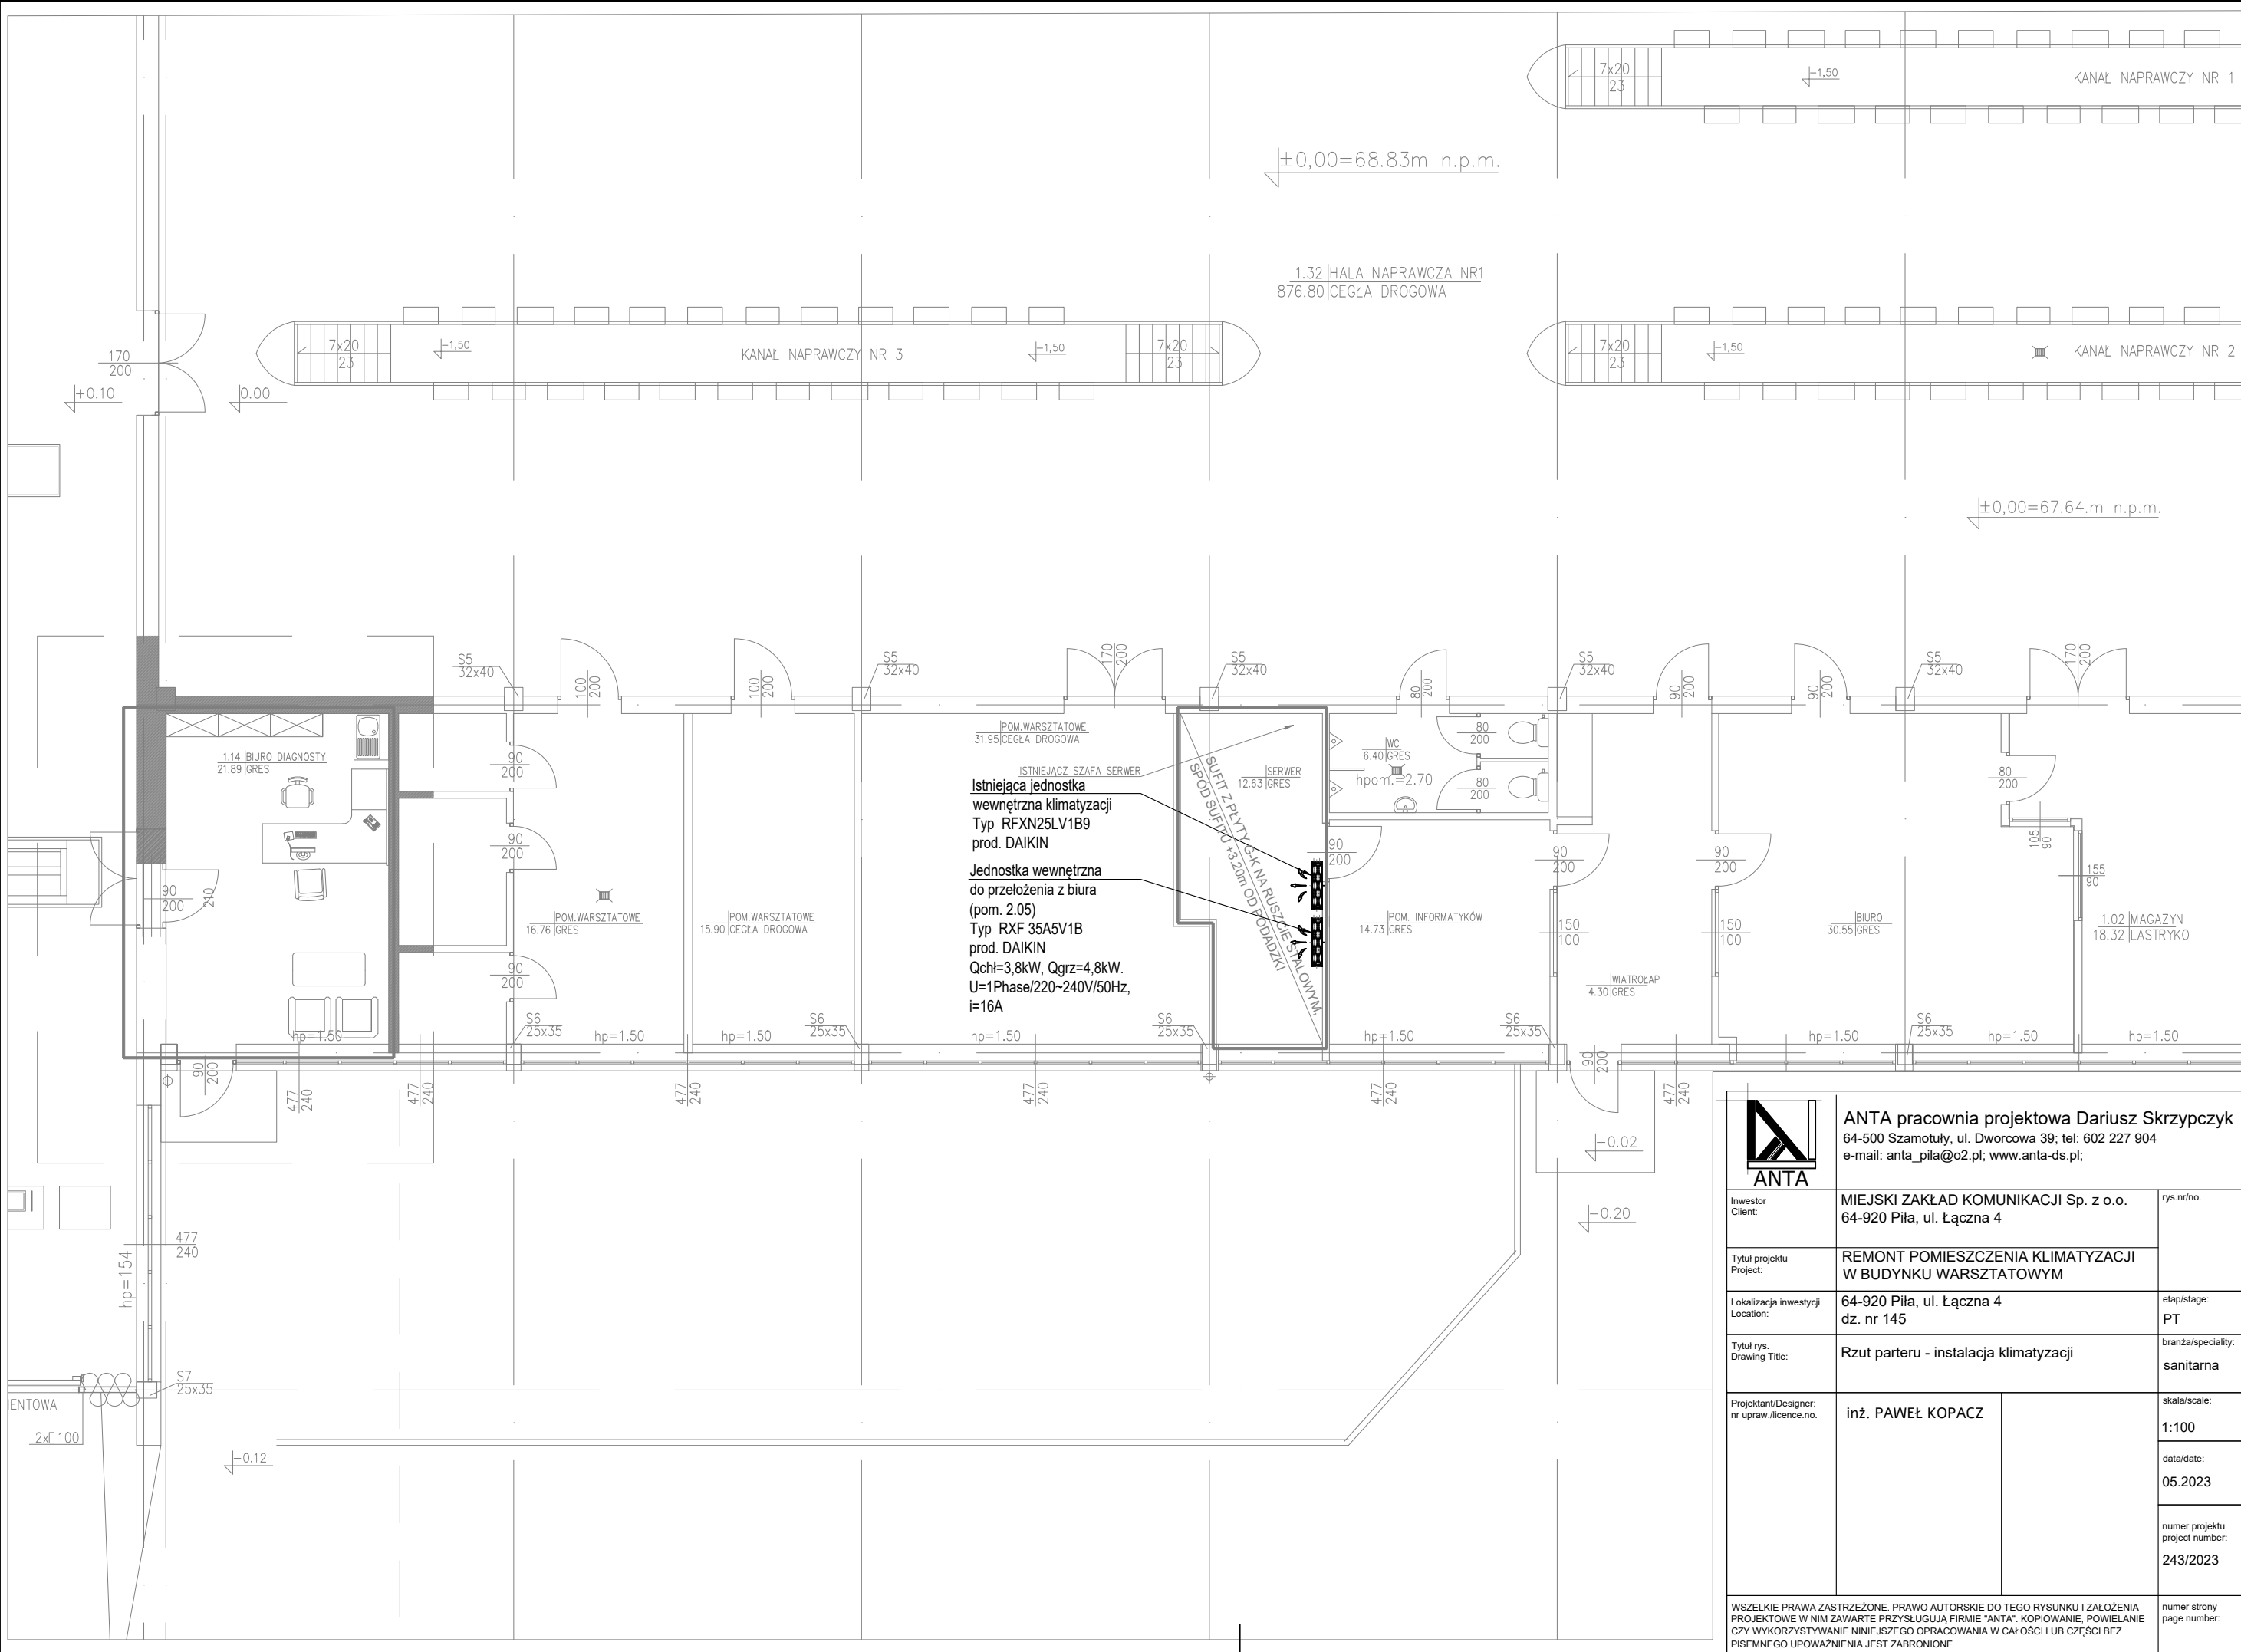 7x20
23
-1,50
KANAŁ NAPRAWCZY NR 1
±0,00=68.83m n.p.m.
1.32 HALA NAPRAWCZA NR1
876.80 CEGŁA DROGOWA
170
200
+0.10
0.00
7x20
23
-1,50
KANAŁ NAPRAWCZY NR 3
-1,50
7x20
23
7x20
23
-1,50
KANAŁ NAPRAWCZY NR 2
±0,00=67.64.m n.p.m.
S5
32x40
100
200
100
200
S5
32x40
170
200
S5
32x40
80
200
S5
32x40
90
200
90
200
S5
32x40
170
200
1.14 BIURO DIAGNOSTY
21.89 GRES
90
200
90
200
90
200
90
200
210
POM.WARSZTATOWE
16.76 GRES
POM.WARSZTATOWE
15.90 CEGŁA DROGOWA
POM.WARSZTATOWE
31.95 CEGŁA DROGOWA
ISTNIEJĄCZ SZAFA SERWER
Istniejąca jednostka
wewnętrzna klimatyzacji
Typ RFXN25LV1B9
prod. DAIKIN
Jednostka wewnętrzna
do przełożenia z biura
(pom. 2.05)
Typ RXF 35A5V1B
prod. DAIKIN
Qchł=3,8kW, Qgrz=4,8kW.
U=1Phase/220~240V/50Hz,
i=16A
SERWER
12.63 GRES
SUFIT Z PŁYTY G-K NA RUSZCIE STALOWYM,
SPÓD SUFITU +3.20m OD PODADZKI
WC
6.40 GRES
hpom.=2.70
80
200
80
200
90
200
POM. INFORMATYKÓW
14.73 GRES
90
200
150
100
WIATROŁAP
4.30 GRES
90
200
150
100
BIURO
30.55 GRES
80
200
105
90
155
90
1.02 MAGAZYN
18.32 LASTRYKO
hp=1.50
S6
25x35
hp=1.50
hp=1.50
S6
25x35
hp=1.50
S6
25x35
hp=1.50
S6
25x35
hp=1.50
S6
25x35
hp=1.50
hp=1.50
90
200
477
240
477
240
477
240
477
240
477
240
90
200
477
240
-0.02
-0.20
477
240
hp=154
S7
25x35
IENTOWA
2x[100
-0.12
ANTA
ANTA pracownia projektowa Dariusz Skrzypczyk
64-500 Szamotuły, ul. Dworcowa 39; tel: 602 227 904
e-mail: anta_pila@o2.pl; www.anta-ds.pl;
Inwestor
Client:
MIEJSKI ZAKŁAD KOMUNIKACJI Sp. z o.o.
64-920 Piła, ul. Łączna 4
rys.nr/no.
Tytuł projektu
Project:
REMONT POMIESZCZENIA KLIMATYZACJI
W BUDYNKU WARSZTATOWYM
Lokalizacja inwestycji
Location:
64-920 Piła, ul. Łączna 4
dz. nr 145
etap/stage:
PT
Tytuł rys.
Drawing Title:
Rzut parteru - instalacja klimatyzacji
branża/speciality:
sanitarna
Projektant/Designer:
nr upraw./licence.no.
inż. PAWEŁ KOPACZ
skala/scale:
1:100
data/date:
05.2023
numer projektu
project number:
243/2023
WSZELKIE PRAWA ZASTRZEŻONE. PRAWO AUTORSKIE DO TEGO RYSUNKU I ZAŁOŻENIA
PROJEKTOWE W NIM ZAWARTE PRZYSŁUGUJĄ FIRMIE "ANTA". KOPIOWANIE, POWIELANIE
CZY WYKORZYSTYWANIE NINIEJSZEGO OPRACOWANIA W CAŁOŚCI LUB CZĘŚCI BEZ
PISEMNEGO UPOWAŻNIENIA JEST ZABRONIONE
numer strony
page number: